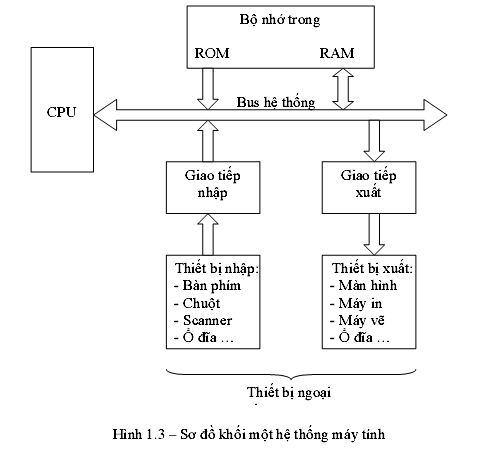 Bộ nhớ trong
ROM
RAM
CPU
Bus hệ thống
Giao tiếp
nhập
Giao tiếp
xuất
Thiết bị nhập:
- Bàn phím
- Chuột
- Scanner
- Ổ đĩa ...
Thiết bị xuất:
- Màn hình
- Máy in
- Máy vẽ
- Ổ đĩa ...
Thiết bị ngoại
Hình 1.3 – Sơ đồ khối một hệ thống máy tính